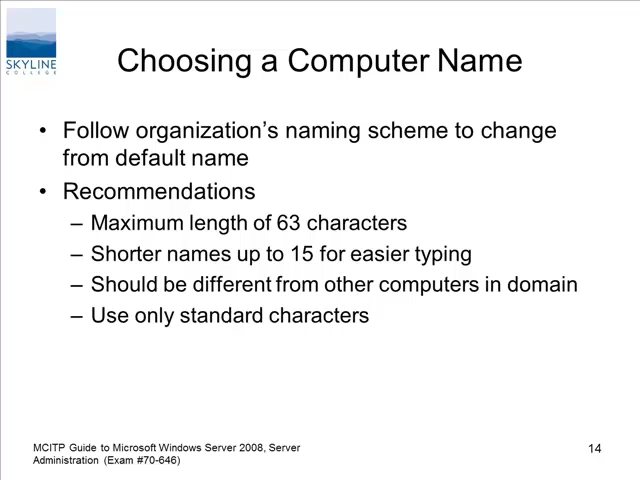 SKYLINE
COLLEGE
Choosing a Computer Name
• Follow organization's naming scheme to change
from default name
• Recommendations
– Maximum length of 63 characters
– Shorter names up to 15 for easier typing
– Should be different from other computers in domain
– Use only standard characters
MCITP Guide to Microsoft Windows Server 2008, Server
Administration (Exam #70-646)
14